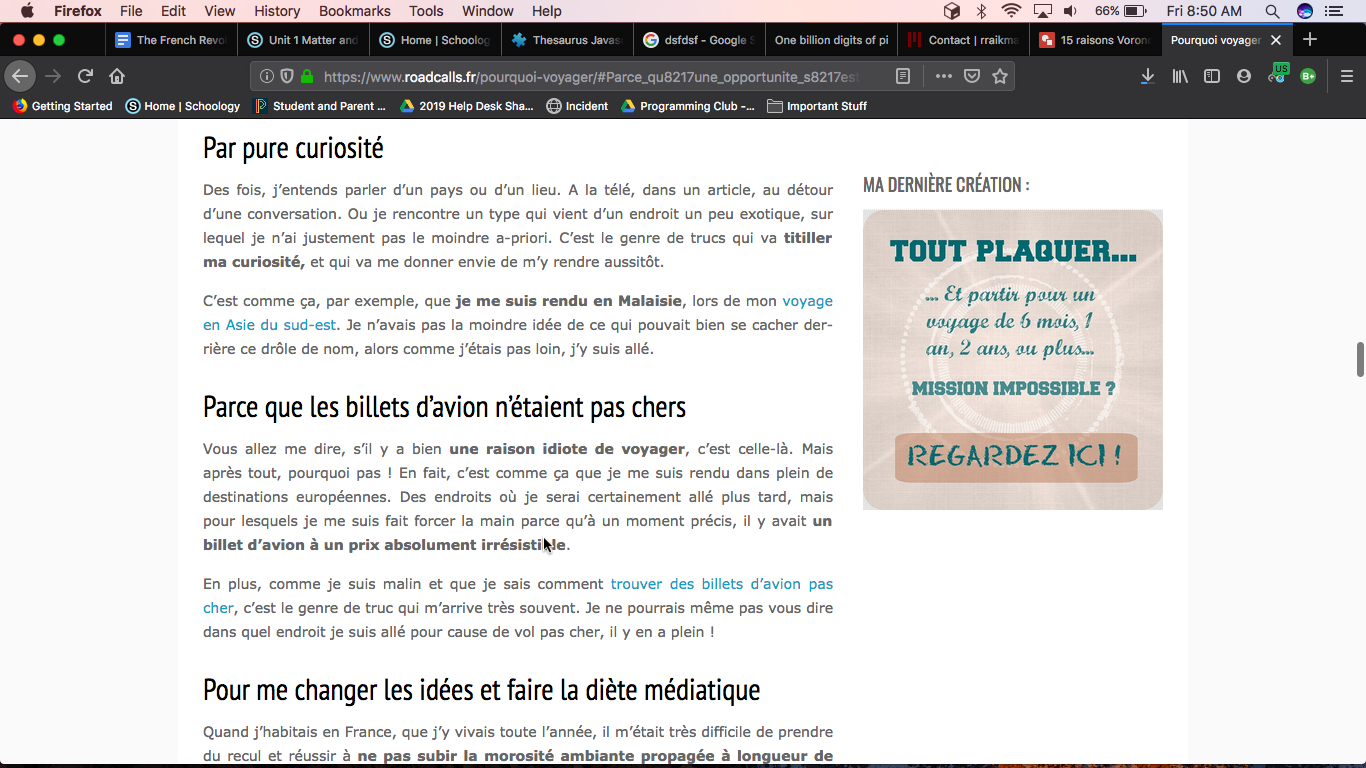 Firefox File Edit View History Bookmarks Tools Window Help 66% Fri 8:50 AM
The French Revo Unit 1 Matter and Home | Schoolog Thesaurus Javas dsfdsf - Google S One billion digits of pi Contact | rraikma 15 raisons Voron Pourquoi voyager
https://www.roadcalls.fr/pourquoi-voyager/#Parce_qu8217une_opportunite_s8217est US B+
Getting Started Home | Schoology Student and Parent ... 2019 Help Desk Sha... Incident Programming Club -... Important Stuff
Par pure curiosité
Des fois, j’entends parler d’un pays ou d’un lieu. A la télé, dans un article, au détour
d’une conversation. Ou je rencontre un type qui vient d’un endroit un peu exotique, sur
lequel je n’ai justement pas le moindre a-priori. C’est le genre de trucs qui va titiller
ma curiosité, et qui va me donner envie de m’y rendre aussitôt.
C’est comme ça, par exemple, que je me suis rendu en Malaisie, lors de mon voyage
en Asie du sud-est. Je n’avais pas la moindre idée de ce qui pouvait bien se cacher der-
rière ce drôle de nom, alors comme j’étais pas loin, j’y suis allé.
Parce que les billets d’avion n’étaient pas chers
Vous allez me dire, s’il y a bien une raison idiote de voyager, c’est celle-là. Mais
après tout, pourquoi pas ! En fait, c’est comme ça que je me suis rendu dans plein de
destinations européennes. Des endroits où je serai certainement allé plus tard, mais
pour lesquels je me suis fait forcer la main parce qu’à un moment précis, il y avait un
billet d’avion à un prix absolument irrésistible.
En plus, comme je suis malin et que je sais comment trouver des billets d’avion pas
cher, c’est le genre de truc qui m’arrive très souvent. Je ne pourrais même pas vous dire
dans quel endroit je suis allé pour cause de vol pas cher, il y en a plein !
Pour me changer les idées et faire la diète médiatique
Quand j’habitais en France, que j’y vivais toute l’année, il m’était très difficile de prendre
du recul et réussir à ne pas subir la morosité ambiante propagée à longueur de
MA DERNIÈRE CRÉATION :
TOUT PLAQUER...
... Et partir pour un
voyage de 6 mois, 1
an, 2 ans, ou plus...
MISSION IMPOSSIBLE ?
REGARDEZ ICI !